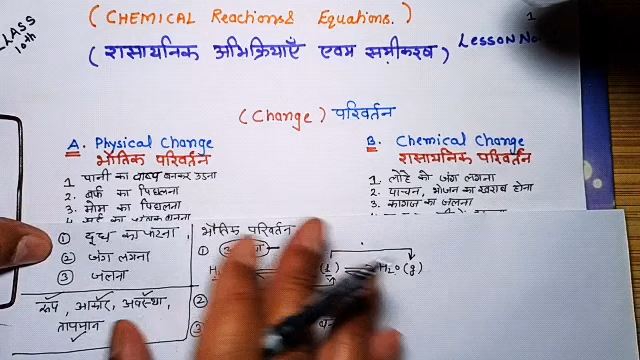 CLASS 10th
(CHEMICAL Reactions & Equations.)
(रासायनिक अभिक्रियाएँ एवम समीकरण)
Lesson No
1
(Change) परिवर्तन
A. Physical Change
भौतिक परिवर्तन
1 पानी का वाष्प बनकर उड़ना
2. बर्फ का पिघलना
3. मोम का पिघलना
B. Chemical Change
रासायनिक परिवर्तन
1. लोहे को जंग लगना
2. पाचन, भोजन का खराब होना
3. कागज का जलना
① दूध का फटना,
② जंग लगना
③ जलना
रूप, आकार, अवस्था,
तापमान
भौतिक परिवर्तन
①
(l) H₂O (g)
②
③